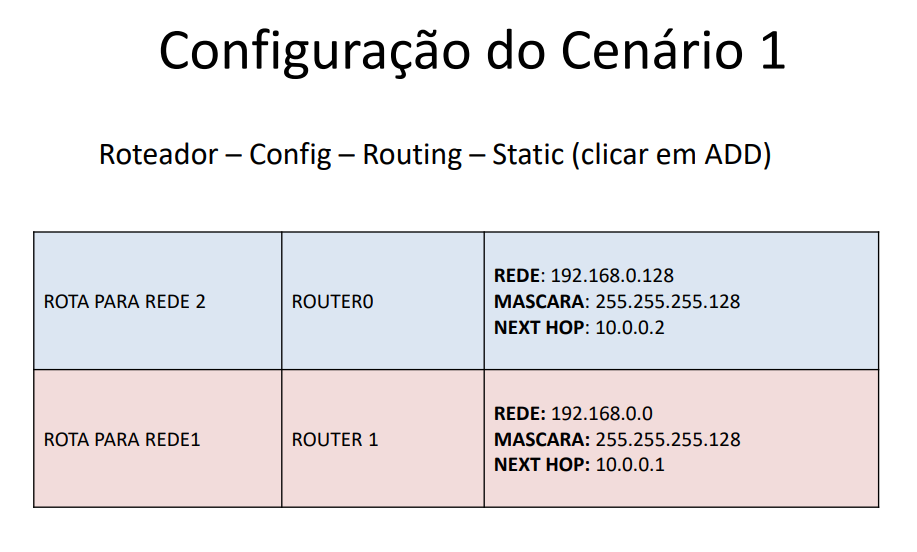 Configuração do Cenário 1
Roteador – Config – Routing – Static (clicar em ADD)
ROTA PARA REDE 2
ROUTER0
REDE: 192.168.0.128
MASCARA: 255.255.255.128
NEXT HOP: 10.0.0.2
ROTA PARA REDE1
ROUTER 1
REDE: 192.168.0.0
MASCARA: 255.255.255.128
NEXT HOP: 10.0.0.1